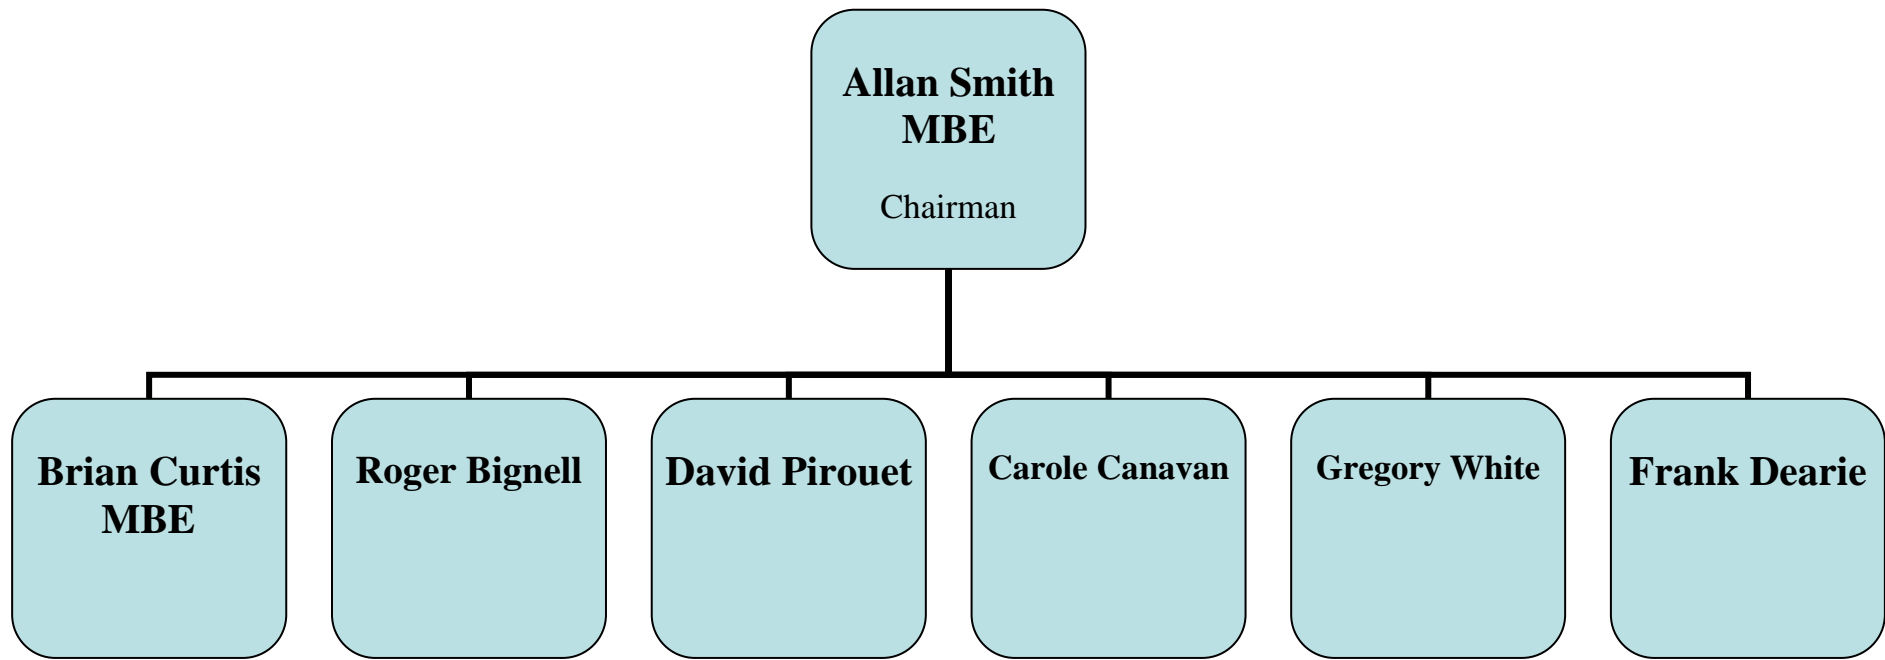 Allan Smith
MBE
Chairman
Brian Curtis
MBE
Roger Bignell
David Pirouet
Carole Canavan
Gregory White
Frank Dearie